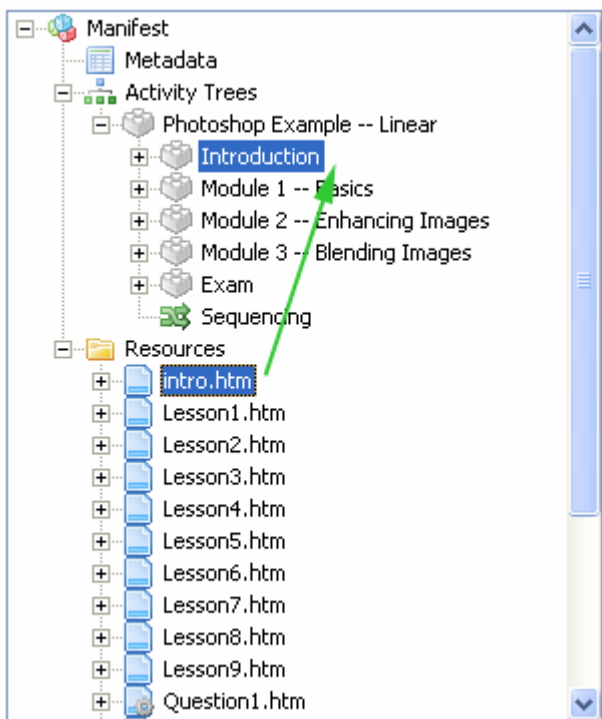 Manifest
Metadata
Activity Trees
Photoshop Example -- Linear
Introduction
Module 1 -- Basics
Module 2 -- Enhancing Images
Module 3 -- Blending Images
Exam
Sequencing
Resources
intro.htm
Lesson1.htm
Lesson2.htm
Lesson3.htm
Lesson4.htm
Lesson5.htm
Lesson6.htm
Lesson7.htm
Lesson8.htm
Lesson9.htm
Question1.htm